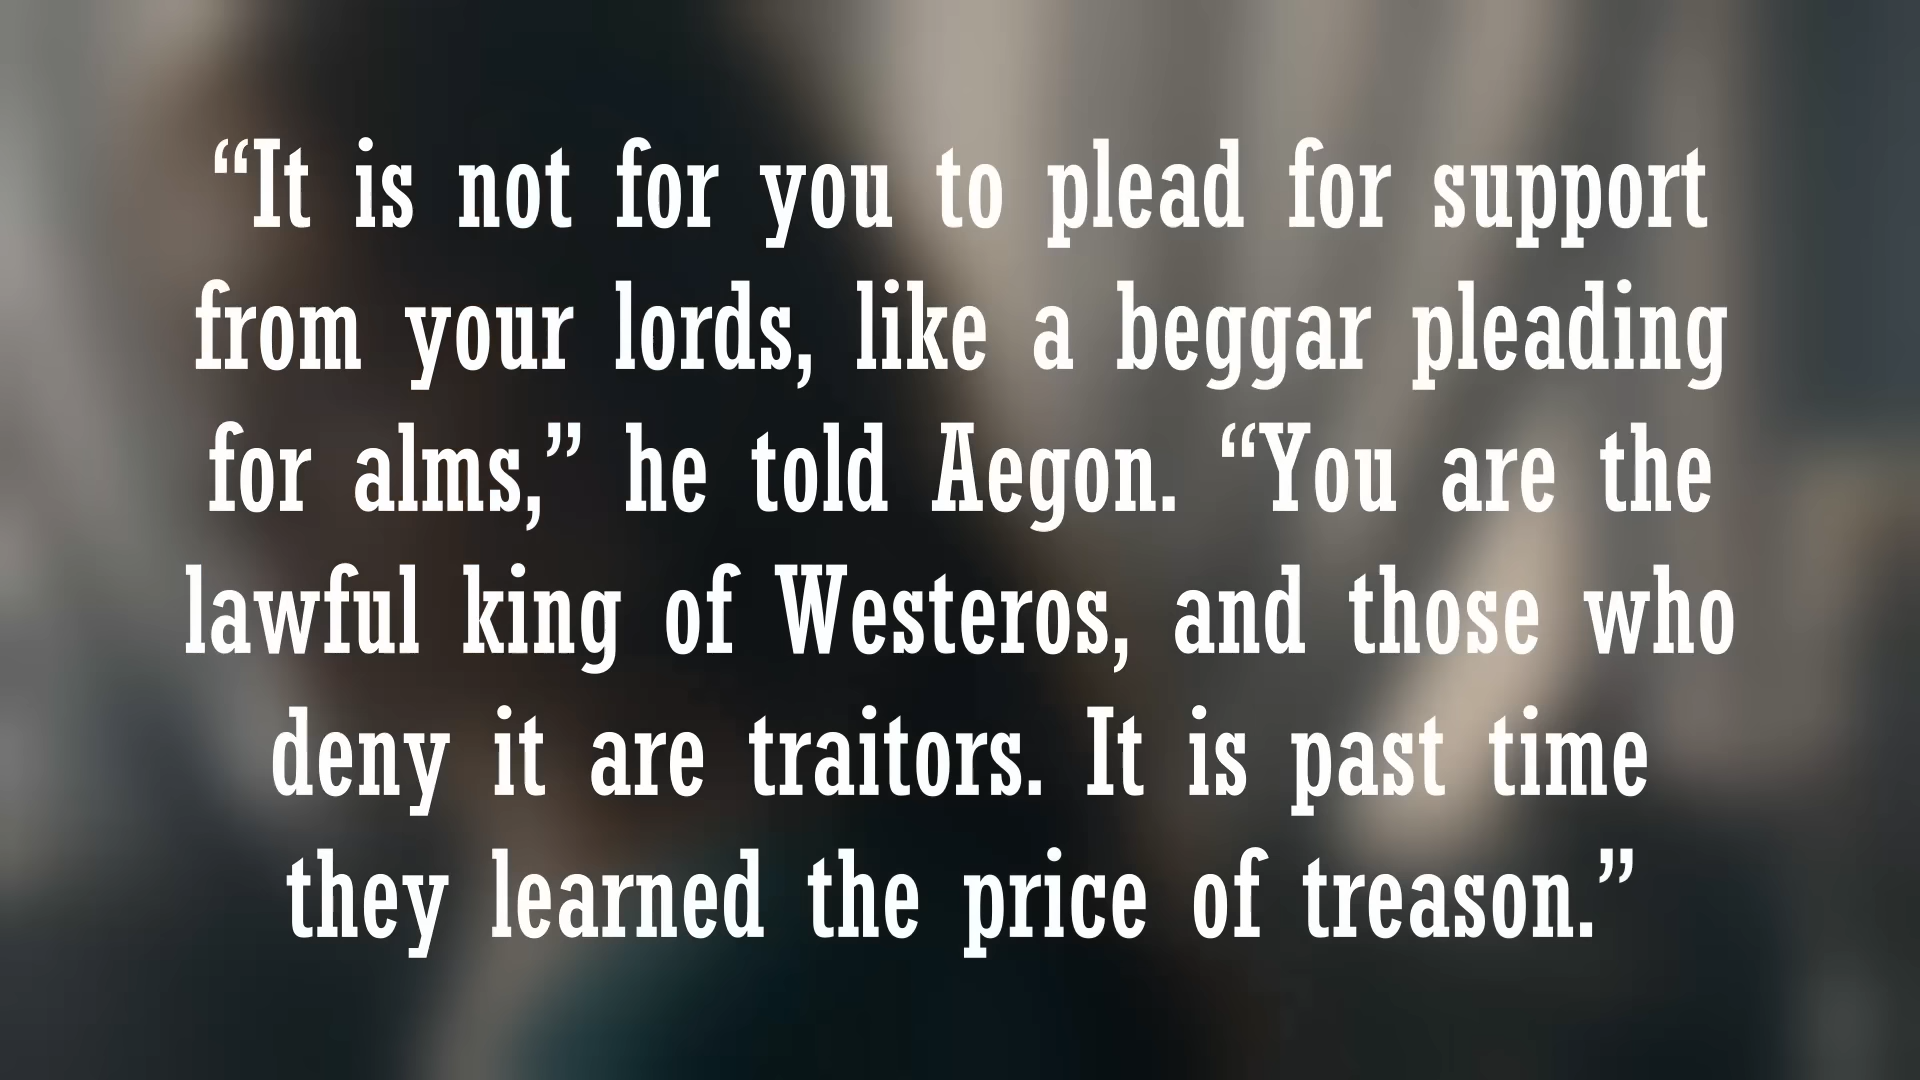 “It is not for you to plead for support
from your lords, like a beggar pleading
for alms,” he told Aegon. “You are the
lawful king of Westeros, and those who
deny it are traitors. It is past time
they learned the price of treason.”